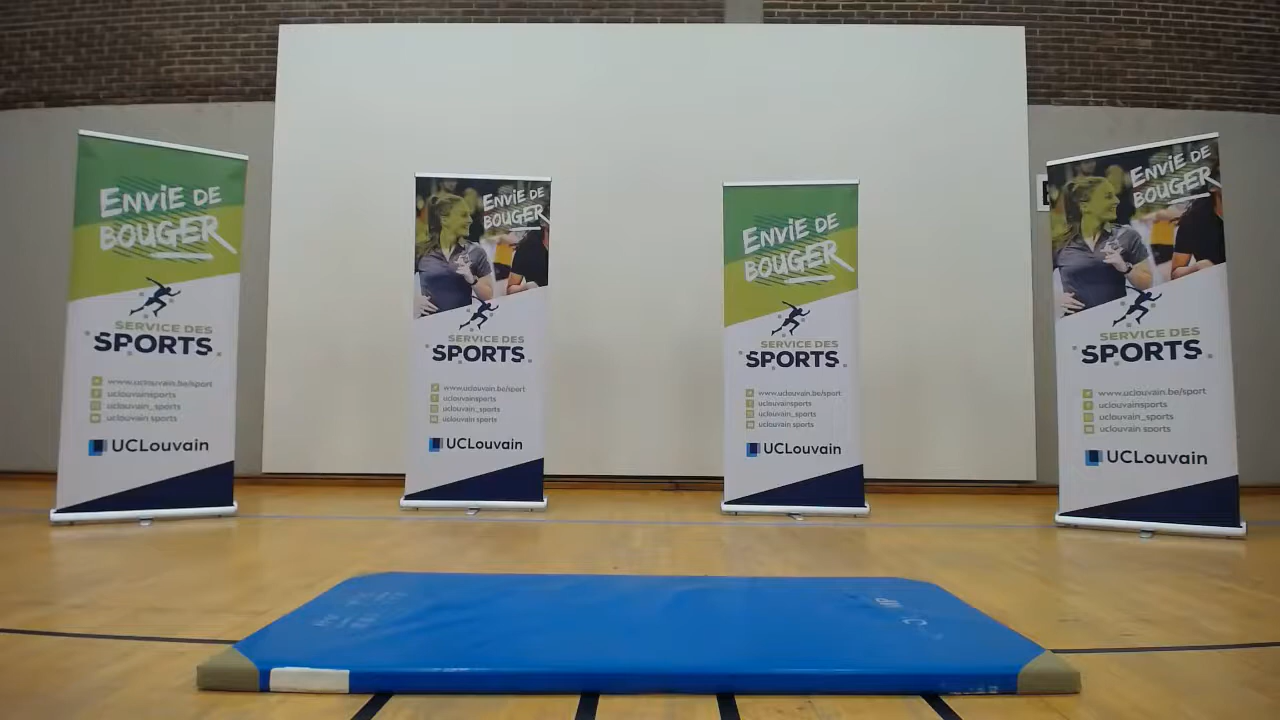 ENViE DE
BOUGER
SERVICE DES
SPORTS
www.uclouvain.be/sport
uclouvainsports
uclouvain_sports
uclouvain sports
UCLouvain
ENViE DE
BOUGER
SERVICE DES
SPORTS
www.uclouvain.be/sport
uclouvainsports
uclouvain_sports
uclouvain sports
UCLouvain
ENViE DE
BOUGER
SERVICE DES
SPORTS
www.uclouvain.be/sport
uclouvainsports
uclouvain_sports
uclouvain sports
UCLouvain
ENViE DE
BOUGER
SERVICE DES
SPORTS
www.uclouvain.be/sport
uclouvainsports
uclouvain_sports
uclouvain sports
UCLouvain